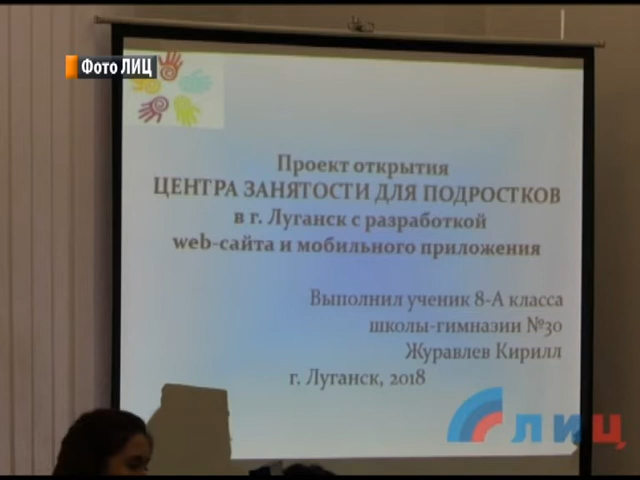 Фото ЛИЦ
Проект открытия
ЦЕНТРА ЗАНЯТОСТИ ДЛЯ ПОДРОСТКОВ
в г. Луганск с разработкой
web-сайта и мобильного приложения
Выполнил ученик 8-А класса
школы-гимназии №30
Журавлев Кирилл
г. Луганск, 2018
ЛИЦ